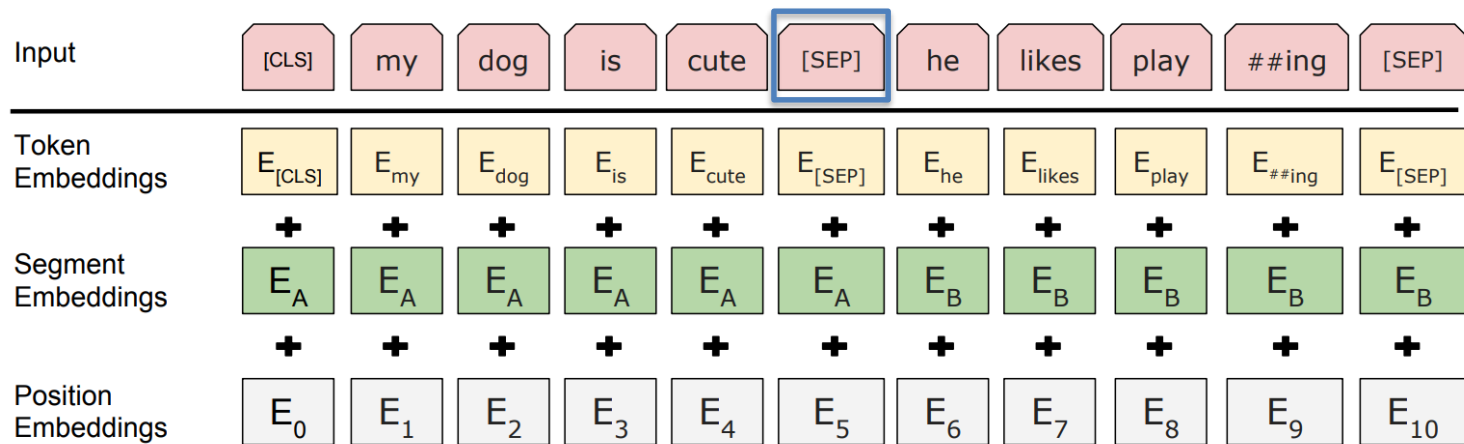 Input [CLS] my dog is cute [SEP] he likes play ##ing [SEP]
Token
Embeddings E[CLS] Emy Edog Eis Ecute E[SEP] Ehe Elikes Eplay E##ing E[SEP]
+ + + + + + + + + + +
Segment
Embeddings EA EA EA EA EA EA EB EB EB EB EB
+ + + + + + + + + + +
Position
Embeddings E0 E1 E2 E3 E4 E5 E6 E7 E8 E9 E10